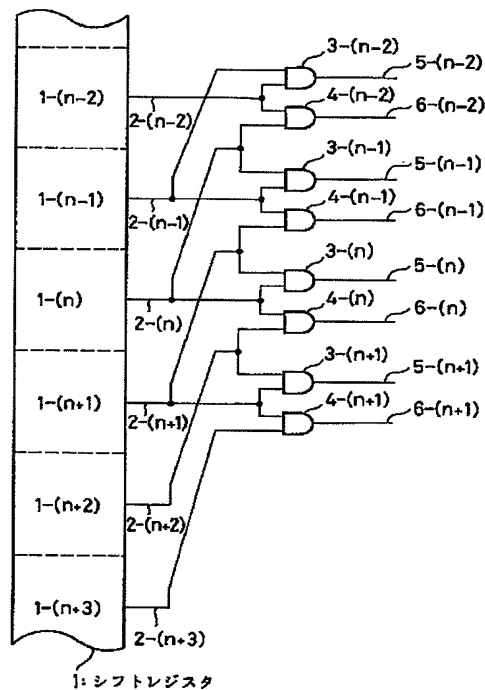 3-(n-2)
5-(n-2)
1-(n-2)
4-(n-2)
2-(n-2)
6-(n-2)
3-(n-1)
5-(n-1)
1-(n-1)
4-(n-1)
2-(n-1)
6-(n-1)
3-(n)
5-(n)
1-(n)
4-(n)
2-(n)
6-(n)
3-(n+1)
5-(n+1)
1-(n+1)
4-(n+1)
2-(n+1)
6-(n+1)
1-(n+2)
2-(n+2)
1-(n+3)
2-(n+3)
1: シフトレジスタ